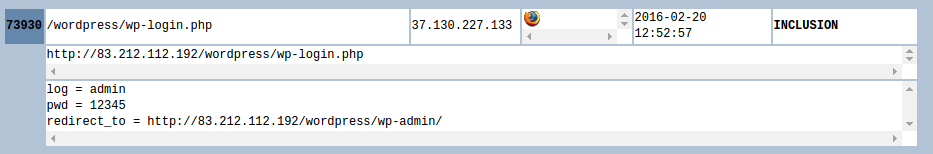 73930 /wordpress/wp-login.php 37.130.227.133 2016-02-20 12:52:57 INCLUSION
http://83.212.112.192/wordpress/wp-login.php
log = admin
pwd = 12345
redirect_to = http://83.212.112.192/wordpress/wp-admin/